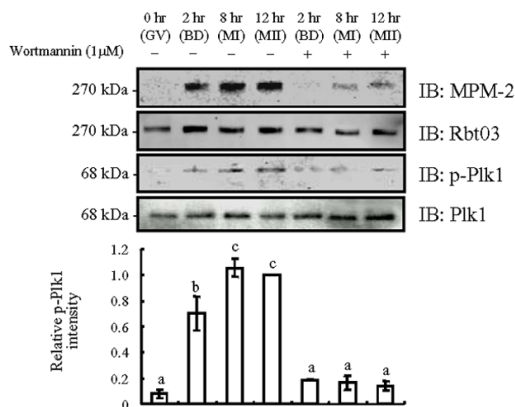 0 hr 2 hr 8 hr 12 hr 2 hr 8 hr 12 hr
(GV) (BD) (MI) (MII) (BD) (MI) (MII)
Wortmannin (1μM) – – – – + + +
270 kDa IB: MPM-2
270 kDa IB: Rbt03
68 kDa IB: p-Plk1
68 kDa IB: Plk1
Relative p-Plk1
intensity
1.2
1.0
0.8
0.6
0.4
0.2
0
a b c c a a a